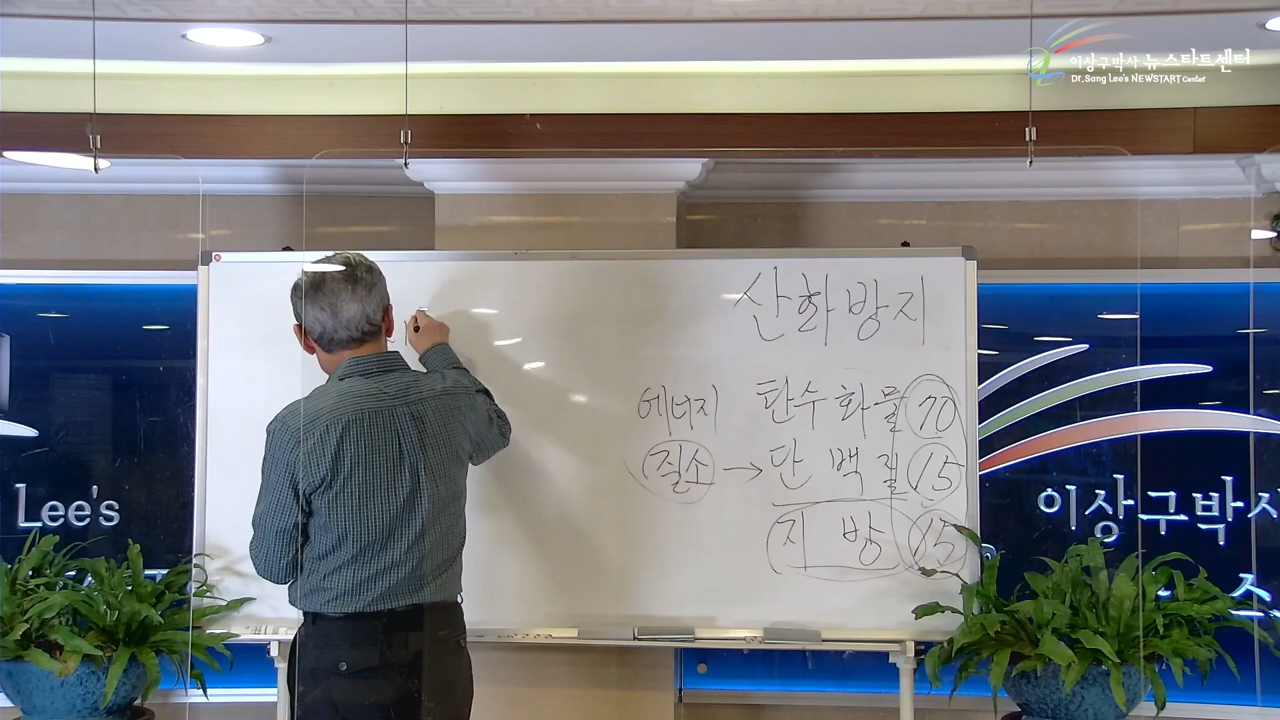 이상구박사 뉴스타트센터
Dr. Sang Lee's NEWSTART Center
산화방지
에너지 탄수화물 70
질소 → 단백질 15
지방 15
Lee's
이상구박사
스